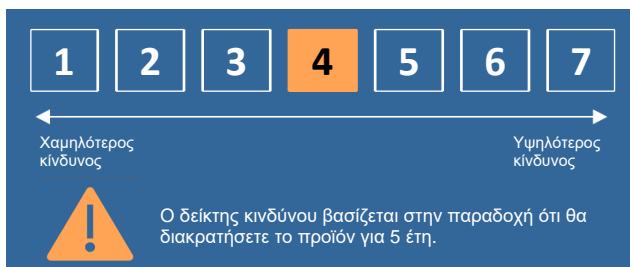 1 2 3 4 5 6 7
Χαμηλότερος Υψηλότερος
κίνδυνος κίνδυνος
Ο δείκτης κινδύνου βασίζεται στην παραδοχή ότι θα
διακρατήσετε το προϊόν για 5 έτη.